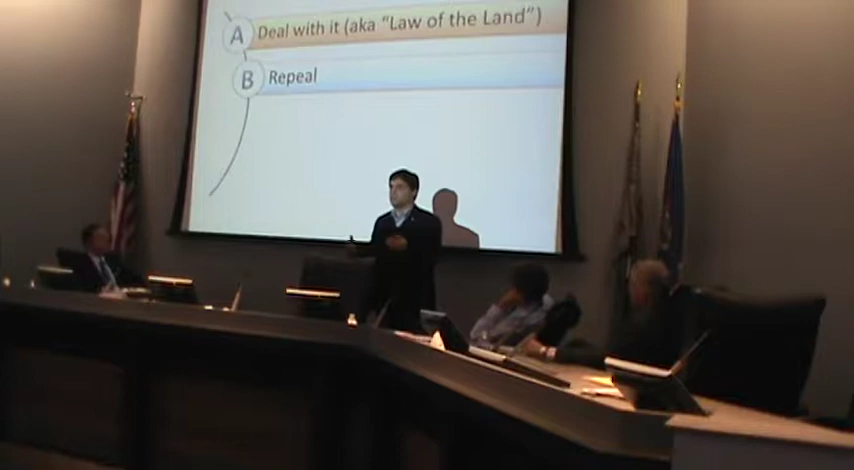 A Deal with it (aka “Law of the Land”)
B Repeal